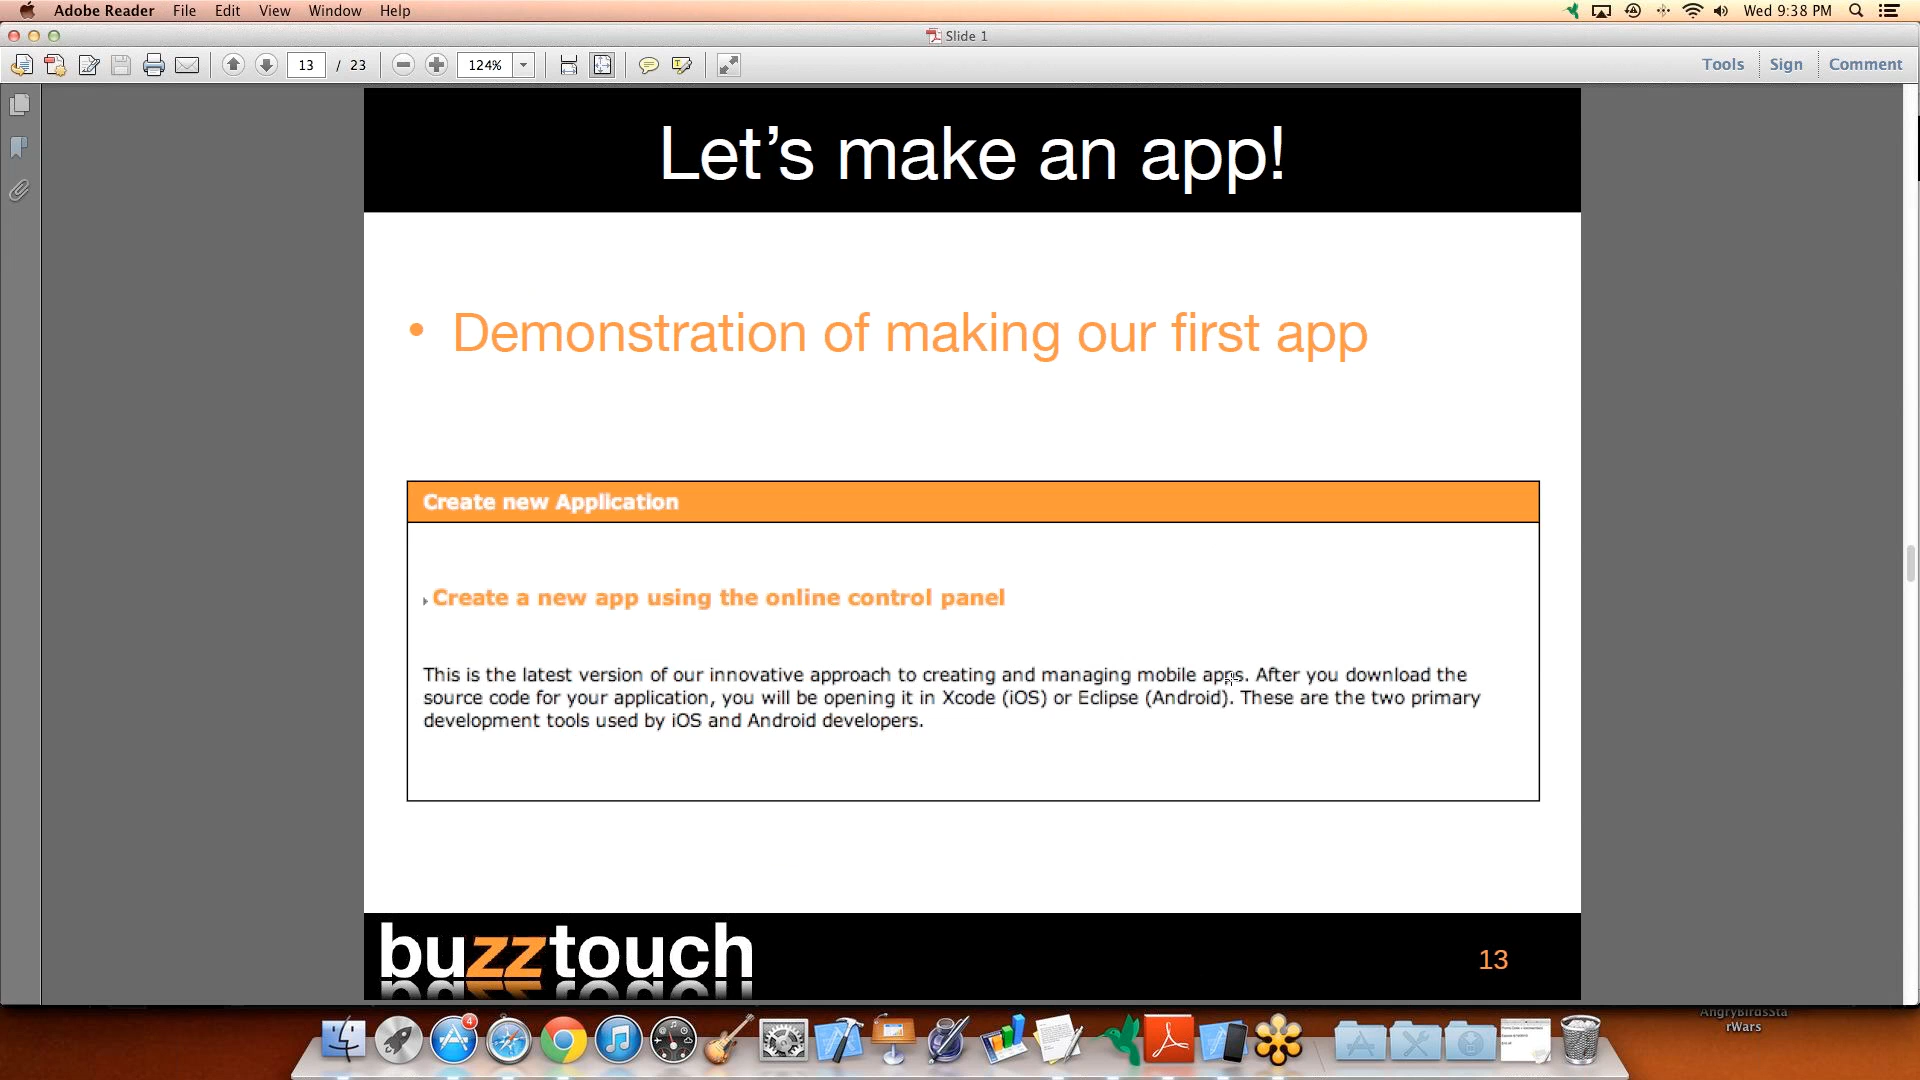 Adobe Reader File Edit View Window Help Wed 9:38 PM
Slide 1
13 / 23 124% Tools Sign Comment
Let’s make an app!
• Demonstration of making our first app
Create new Application
Create a new app using the online control panel
This is the latest version of our innovative approach to creating and managing mobile apps. After you download the
source code for your application, you will be opening it in Xcode (iOS) or Eclipse (Android). These are the two primary
development tools used by iOS and Android developers.
buzztouch
13
4
AngryBirdsSta
rWars